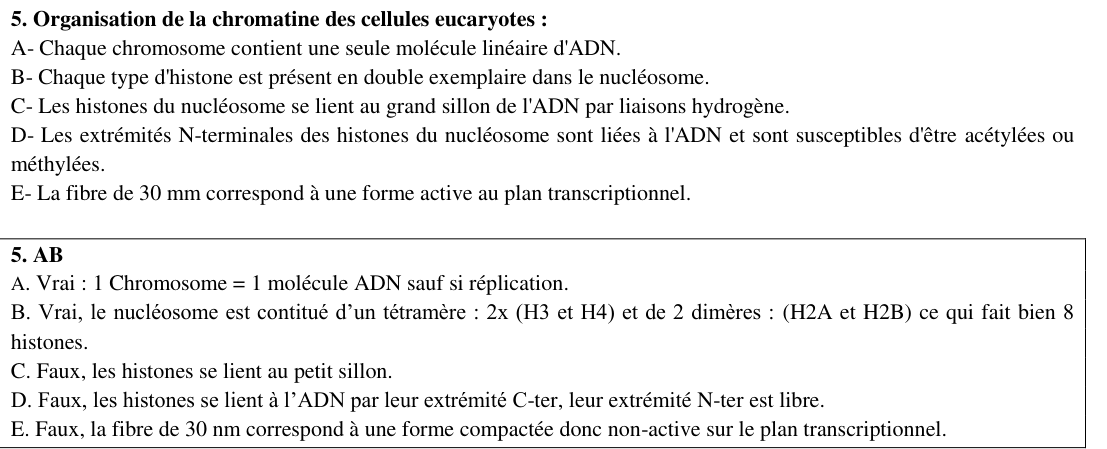 5. Organisation de la chromatine des cellules eucaryotes :
A- Chaque chromosome contient une seule molécule linéaire d'ADN.
B- Chaque type d'histone est présent en double exemplaire dans le nucléosome.
C- Les histones du nucléosome se lient au grand sillon de l'ADN par liaisons hydrogène.
D- Les extrémités N-terminales des histones du nucléosome sont liées à l'ADN et sont susceptibles d'être acétylées ou
méthylées.
E- La fibre de 30 mm correspond à une forme active au plan transcriptionnel.
5. AB
A. Vrai : 1 Chromosome = 1 molécule ADN sauf si réplication.
B. Vrai, le nucléosome est contitué d’un tétramère : 2x (H3 et H4) et de 2 dimères : (H2A et H2B) ce qui fait bien 8
histones.
C. Faux, les histones se lient au petit sillon.
D. Faux, les histones se lient à l’ADN par leur extrémité C-ter, leur extrémité N-ter est libre.
E. Faux, la fibre de 30 nm correspond à une forme compactée donc non-active sur le plan transcriptionnel.